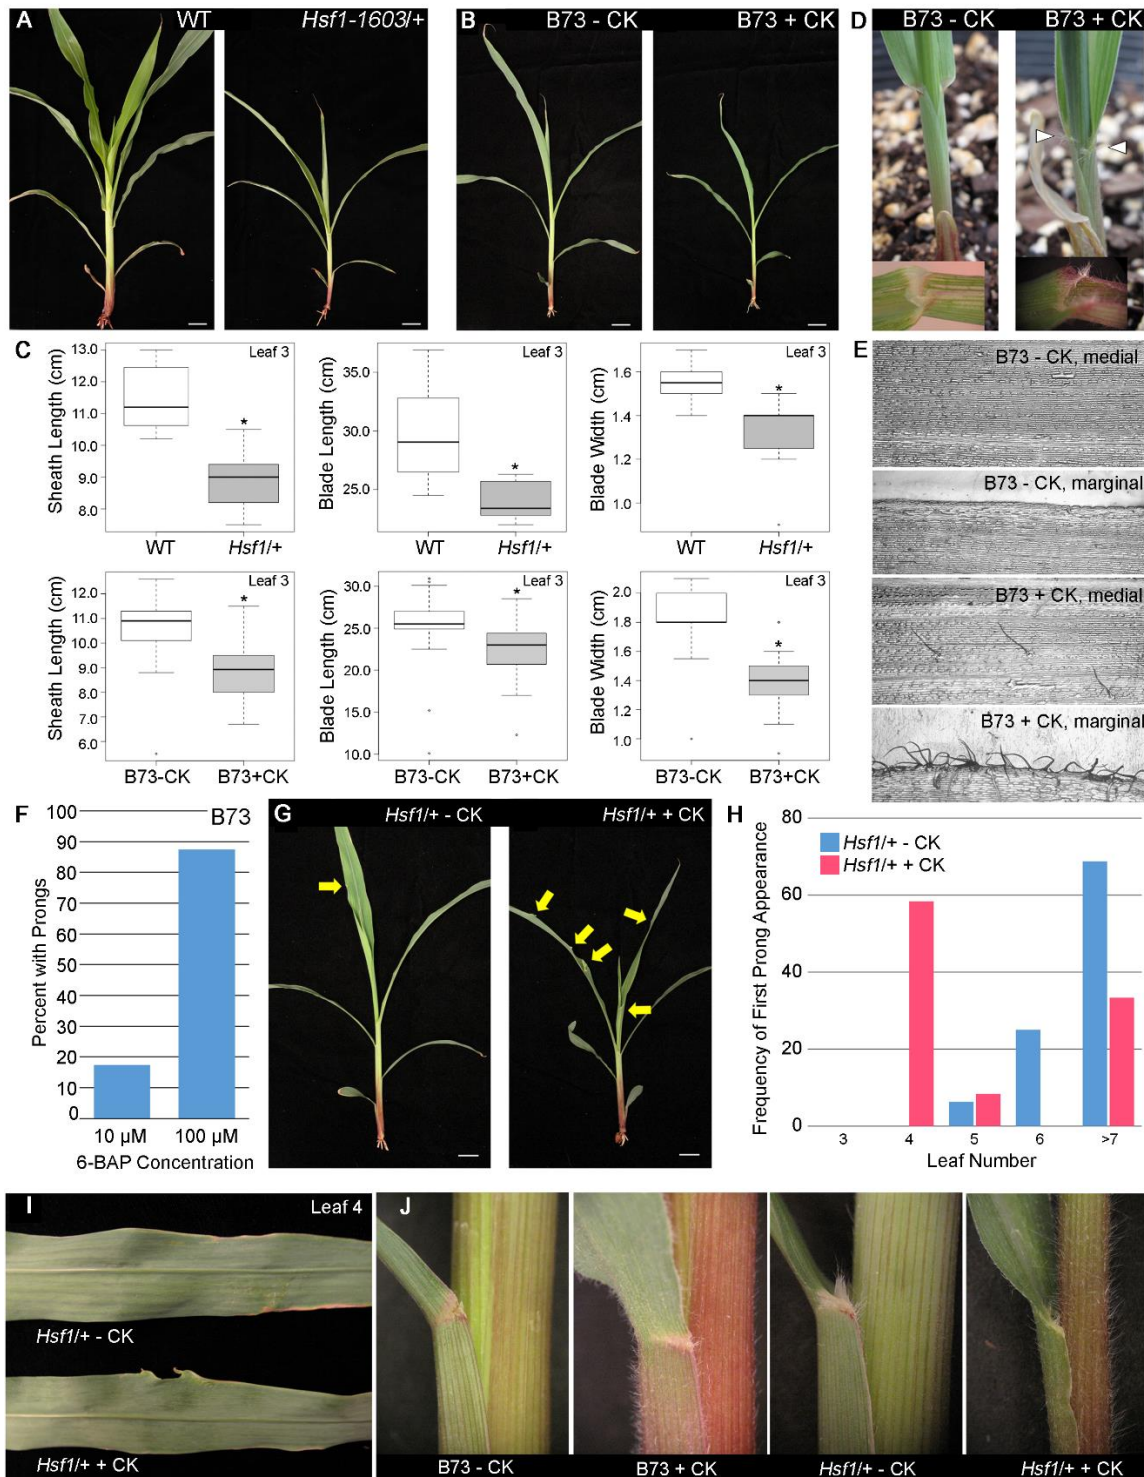 A WT Hsf1-1603/+
B B73 - CK B73 + CK
D B73 - CK B73 + CK
C
Sheath Length (cm)
13.0
12.0
11.0
10.0
9.0
8.0
Leaf 3
WT Hsf1/+
Blade Length (cm)
35.0
30.0
25.0
Leaf 3
WT Hsf1/+
Blade Width (cm)
1.6
1.4
1.2
1.0
Leaf 3
*
*
*
WT Hsf1/+
Sheath Length (cm)
11.0
10.0
9.0
8.0
7.0
6.0
Leaf 3
*
B73-CK B73+CK
Blade Length (cm)
30.0
25.0
20.0
15.0
10.0
Leaf 3
*
B73-CK B73+CK
Blade Width (cm)
2.0
1.8
1.6
1.4
1.2
1.0
Leaf 3
*
B73-CK B73+CK
E
B73 - CK, medial
B73 - CK, marginal
B73 + CK, medial
B73 + CK, marginal
F
B73
Percent with Prongs
100
90
80
70
60
50
40
30
20
10
0
10 µM 100 µM
6-BAP Concentration
G Hsf1/+ - CK Hsf1/+ + CK
H
Frequency of First Prong Appearance
80
60
40
20
0
Hsf1/+ - CK
Hsf1/+ + CK
3 4 5 6 >7
Leaf Number
I Leaf 4
Hsf1/+ - CK
Hsf1/+ + CK
J
B73 - CK B73 + CK Hsf1/+ - CK Hsf1/+ + CK